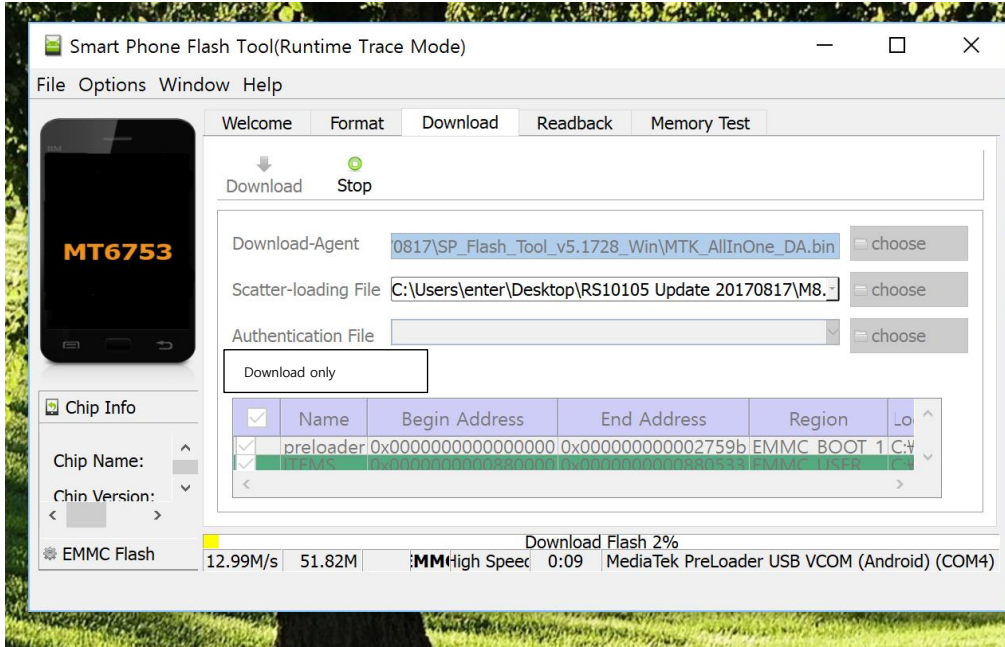 Smart Phone Flash Tool(Runtime Trace Mode)
File Options Window Help
BM
MT6753
Chip Info
Chip Name:
Chip Version:
EMMC Flash
Welcome Format Download Readback Memory Test
Download Stop
Download-Agent '0817\SP_Flash_Tool_v5.1728_Win\MTK_AllInOne_DA.bin choose
Scatter-loading File C:\Users\enter\Desktop\RS10105 Update 20170817\M8. choose
Authentication File choose
Download only
Name Begin Address End Address Region Lo
preloader 0x0000000000000000 0x000000000002759b EMMC_BOOT_1 C:₩
ITEMS 0x0000000000880000 0x0000000000880533 EMMC_USER C:₩
Download Flash 2%
12.99M/s 51.82M EMM High Speed 0:09 MediaTek PreLoader USB VCOM (Android) (COM4)